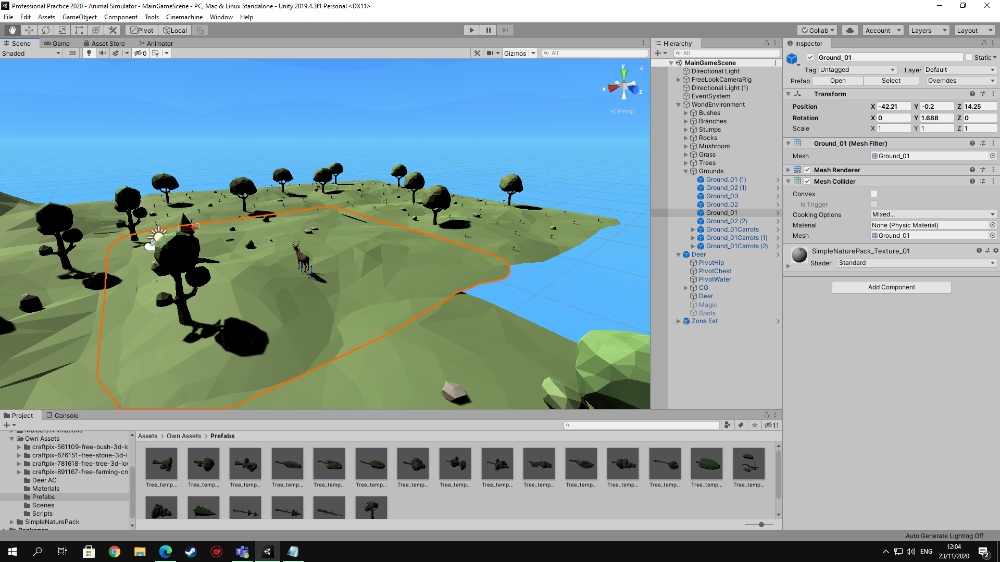 Professional Practice 2020 - Animal Simulator - MainGameScene - PC, Mac & Linux Standalone - Unity 2019.4.3f1 Personal <DX11>
File Edit Assets GameObject Component Tools Cinemachine Window Help
Pivot Local Collab Account Layers Layout
Scene Game Asset Store Animator
Shaded 2D 0 Gizmos All
y
x
z
Persp
Hierarchy
All
MainGameScene
Directional Light
FreeLookCameraRig
Directional Light (1)
EventSystem
WorldEnvironment
Bushes
Branches
Stumps
Rocks
Mushroom
Grass
Trees
Grounds
Ground_01 (1)
Ground_02 (1)
Ground_03
Ground_02
Ground_01
Ground_02 (2)
Ground_01Carrots
Ground_01Carrots (1)
Ground_01Carrots (2)
Deer
PivotHip
PivotChest
PivotWater
CG
Deer
Magic
Spots
Zone Eat
Inspector
Ground_01 Static
Tag Untagged Layer Default
Prefab Open Select Overrides
Transform
Position X -42.21 Y -0.2 Z 14.25
Rotation X 0 Y 1.688 Z 0
Scale X 1 Y 1 Z 1
Ground_01 (Mesh Filter)
Mesh Ground_01
Mesh Renderer
Mesh Collider
Convex
Is Trigger
Cooking Options Mixed...
Material None (Physic Material)
Mesh Ground_01
SimpleNaturePack_Texture_01
Shader Standard
Add Component
Project Console
11
Malbers Animations
Own Assets
craftpix-561109-free-bush-3d-lo
craftpix-676151-free-stone-3d-l
craftpix-781618-free-tree-3d-lov
craftpix-891167-free-farming-cro
Deer AC
Materials
Prefabs
Scenes
Scripts
SimpleNaturePack
Packages
Assets > Own Assets > Prefabs
Tree_temp... Tree_temp... Tree_temp... Tree_temp... Tree_temp... Tree_temp... Tree_temp... Tree_temp... Tree_temp... Tree_temp... Tree_temp... Tree_temp... Tree_temp... Tree_temp... Tree_temp...
Auto Generate Lighting Off
ENG
12:04
23/11/2020
2